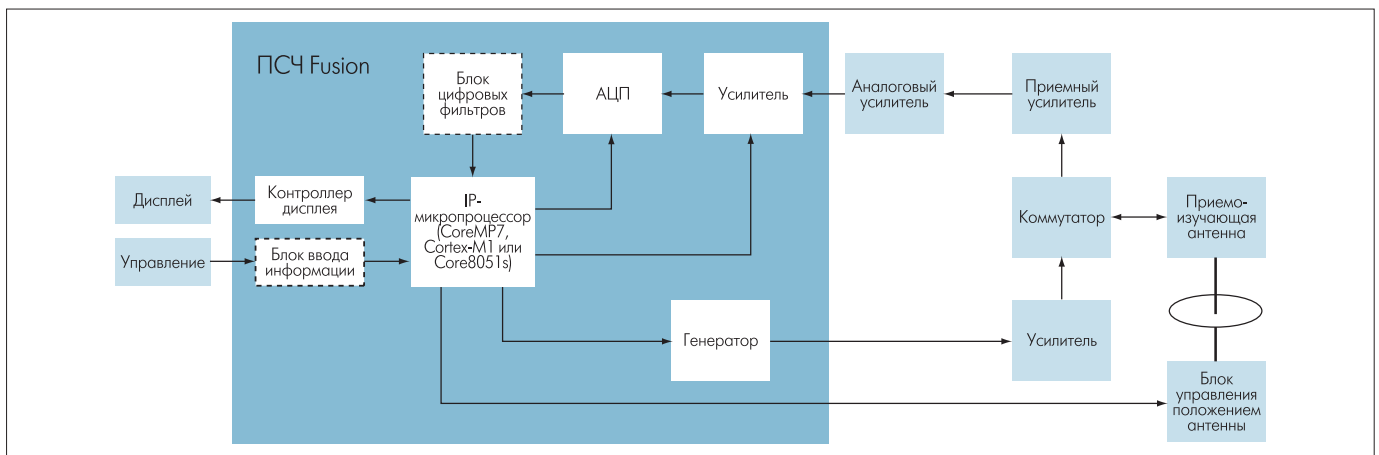 ПСЧ Fusion
Блок
цифровых
фильтров
АЦП
Усилитель
Аналоговый
усилитель
Приемный
усилитель
Дисплей
Контроллер
дисплея
IP-
микропроцессор
(CoreMP7,
Cortex-M1 или
Core8051s)
Коммутатор
Приемо-
изучающая
антенна
Управление
Блок ввода
информации
Генератор
Усилитель
Блок
управления
положением
антенны